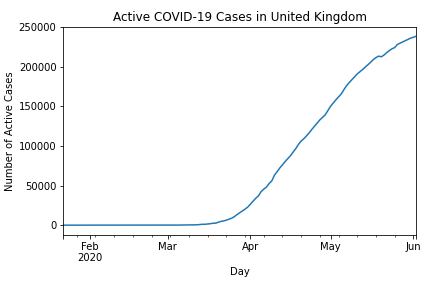 Active COVID-19 Cases in United Kingdom
Number of Active Cases
250000
200000
150000
100000
50000
0
Feb
2020
Mar
Apr
May
Jun
Day